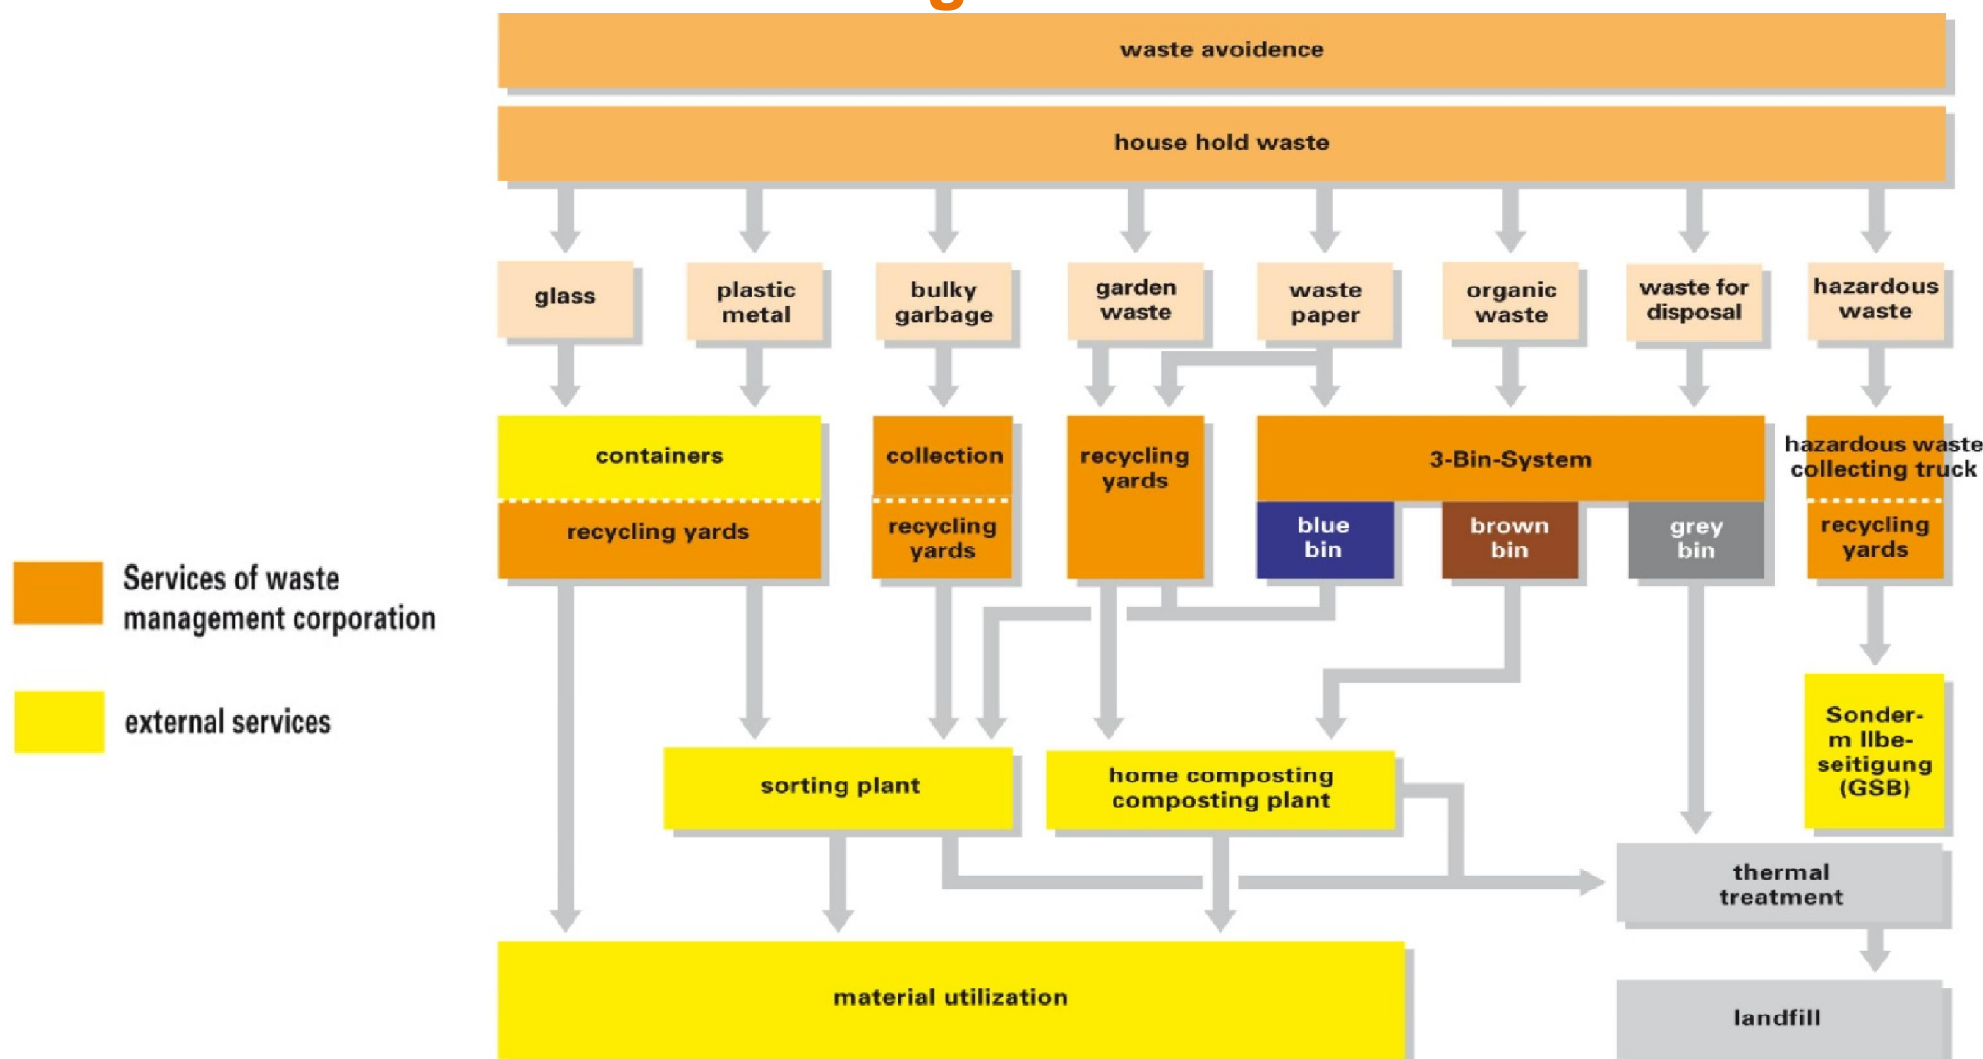 g
waste avoidence
house hold waste
glass
plastic
metal
bulky
garbage
garden
waste
waste
paper
organic
waste
waste for
disposal
hazardous
waste
containers
recycling yards
collection
recycling
yards
recycling
yards
3-Bin-System
blue
bin
brown
bin
grey
bin
hazardous waste
collecting truck
recycling
yards
Services of waste
management corporation
external services
sorting plant
home composting
composting plant
Sonder-
m llbe-
seitigung
(GSB)
thermal
treatment
material utilization
landfill